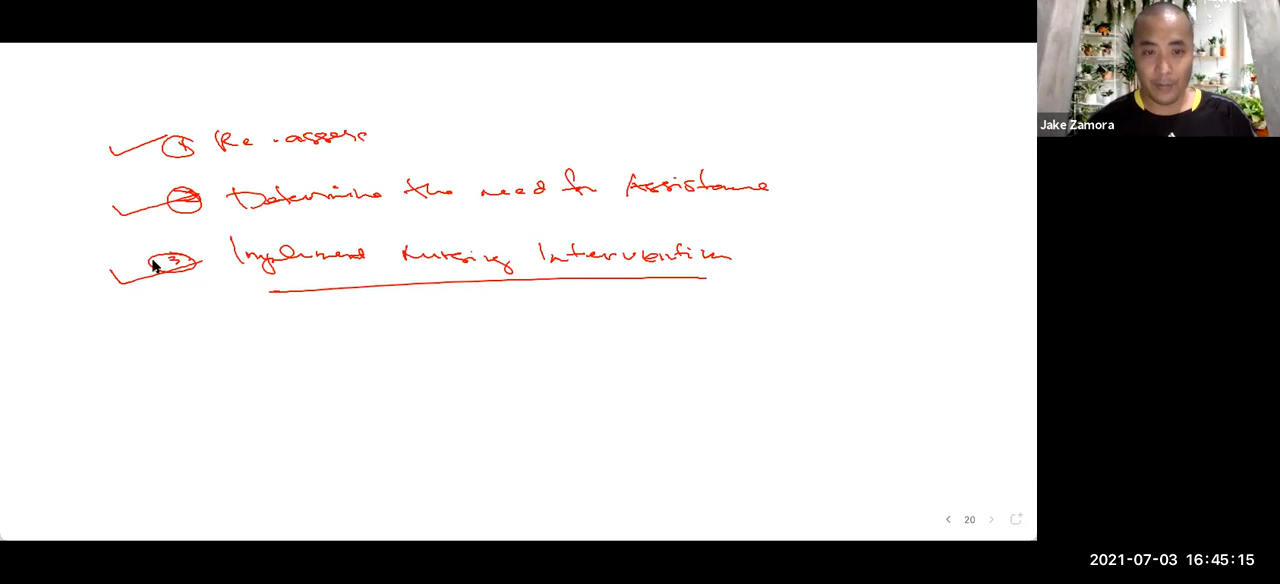 Jake Zamora
1 Re-assess
2 Determine the need for Assistance
3 Implement Nursing Intervention
20
2021-07-03 16:45:15